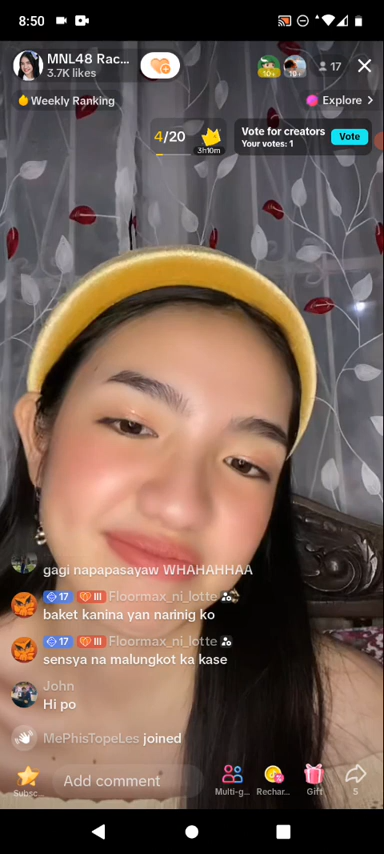 8:50
MNL48 Rac...
3.7K likes
10+
10+
17
Weekly Ranking
Explore
4/20
3h10m
Vote for creators
Your votes: 1
Vote
gagi napapasayaw WHAHAHHAA
17 III Floormax_ni_lotte
baket kanina yan narinig ko
17 III Floormax_ni_lotte
sensya na malungkot ka kase
John
Hi po
MePhisTopeLes joined
Subsc...
Add comment
Multi-g...
Rechar...
Gift
5